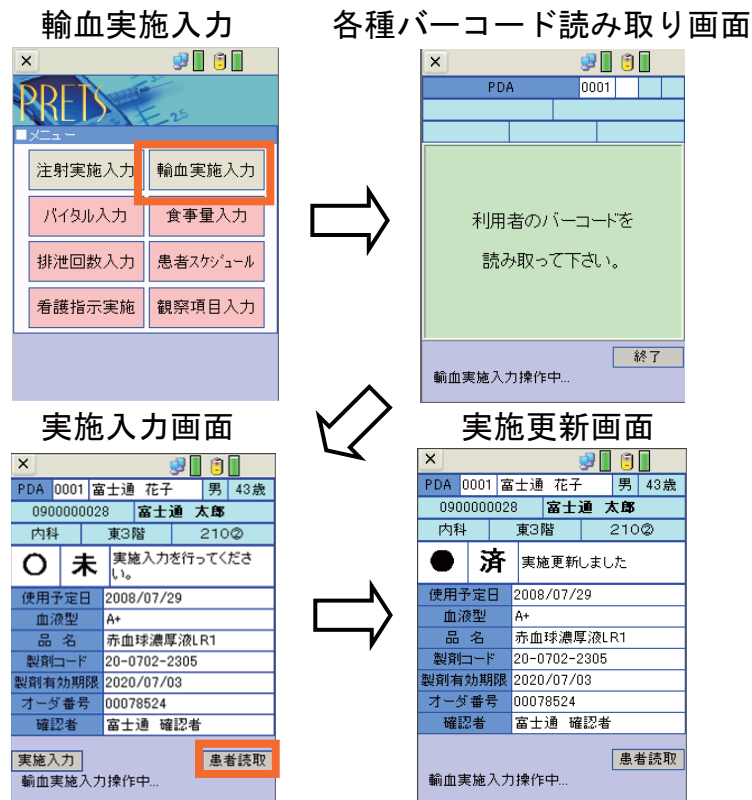 輸血実施入力
各種バーコード読み取り画面
PRETS
25
■メニュー
注射実施入力 輸血実施入力
バイタル入力 食事量入力
排泄回数入力 患者スケジュール
看護指示実施 観察項目入力
PDA 0001
利用者のバーコードを
読み取って下さい。
終了
輸血実施入力操作中...
実施入力画面
PDA 0001 富士通 花子 男 43歳
0900000028 富士通 太郎
内科 東3階 210②
○ 未 実施入力を行ってくださ
い。
使用予定日 2008/07/29
血液型 A+
品 名 赤血球濃厚液LR1
製剤コード 20-0702-2305
製剤有効期限 2020/07/03
オーダ番号 00078524
確認者 富士通 確認者
実施入力 患者読取
輸血実施入力操作中...
実施更新画面
PDA 0001 富士通 花子 男 43歳
0900000028 富士通 太郎
内科 東3階 210②
● 済 実施更新しました
使用予定日 2008/07/29
血液型 A+
品 名 赤血球濃厚液LR1
製剤コード 20-0702-2305
製剤有効期限 2020/07/03
オーダ番号 00078524
確認者 富士通 確認者
患者読取
輸血実施入力操作中...